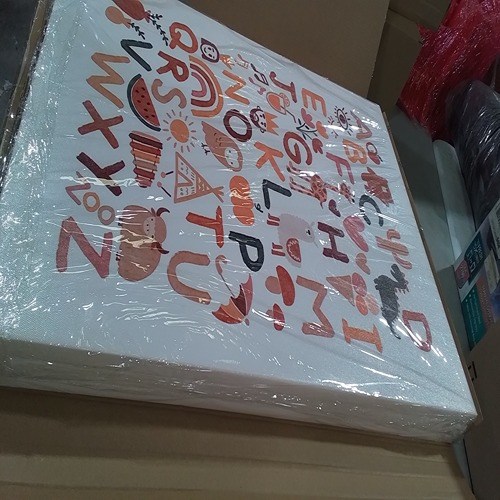 A B C D
E F G H I
J K L M
N O P
Q R S T U
V W X Y Z